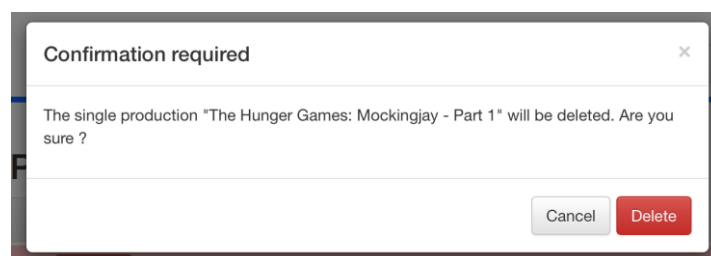 Confirmation required ×
The single production "The Hunger Games: Mockingjay - Part 1" will be deleted. Are you
sure ?
Cancel Delete